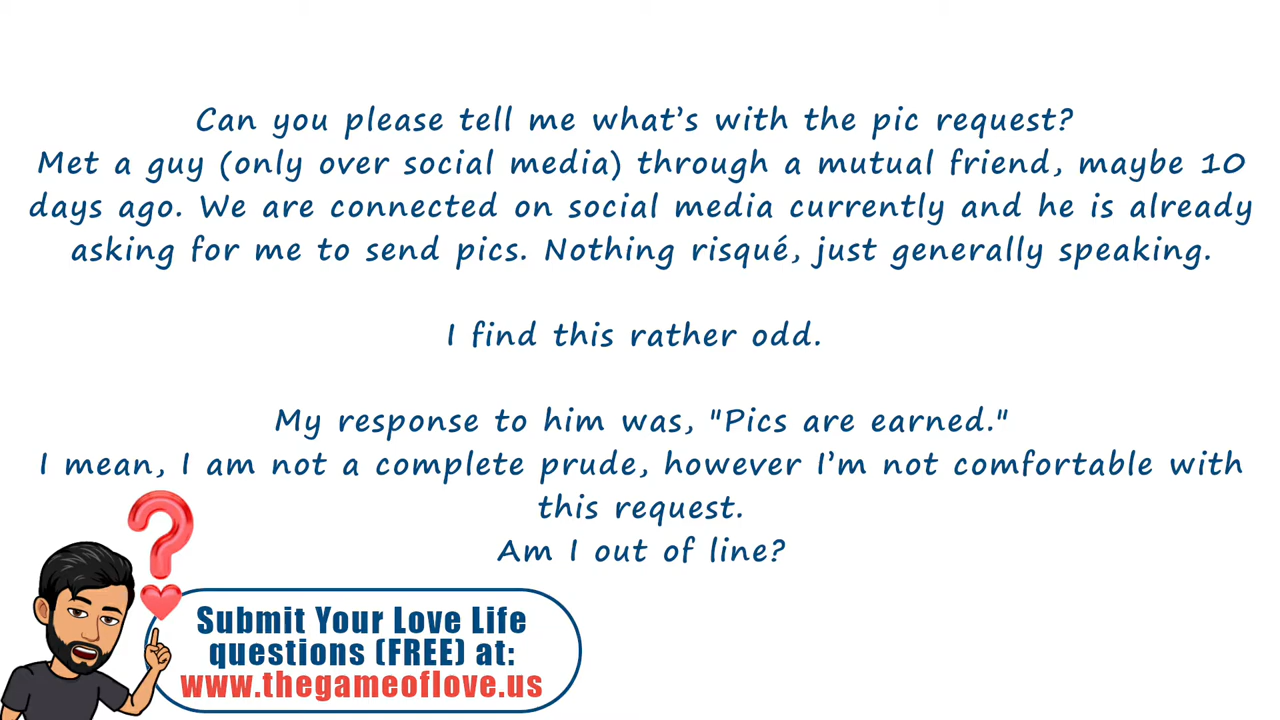 Can you please tell me what’s with the pic request?
Met a guy (only over social media) through a mutual friend, maybe 10
days ago. We are connected on social media currently and he is already
asking for me to send pics. Nothing risqué, just generally speaking.
I find this rather odd.
My response to him was, "Pics are earned."
I mean, I am not a complete prude, however I’m not comfortable with
this request.
Am I out of line?
Submit Your Love Life
questions (FREE) at:
www.thegameoflove.us